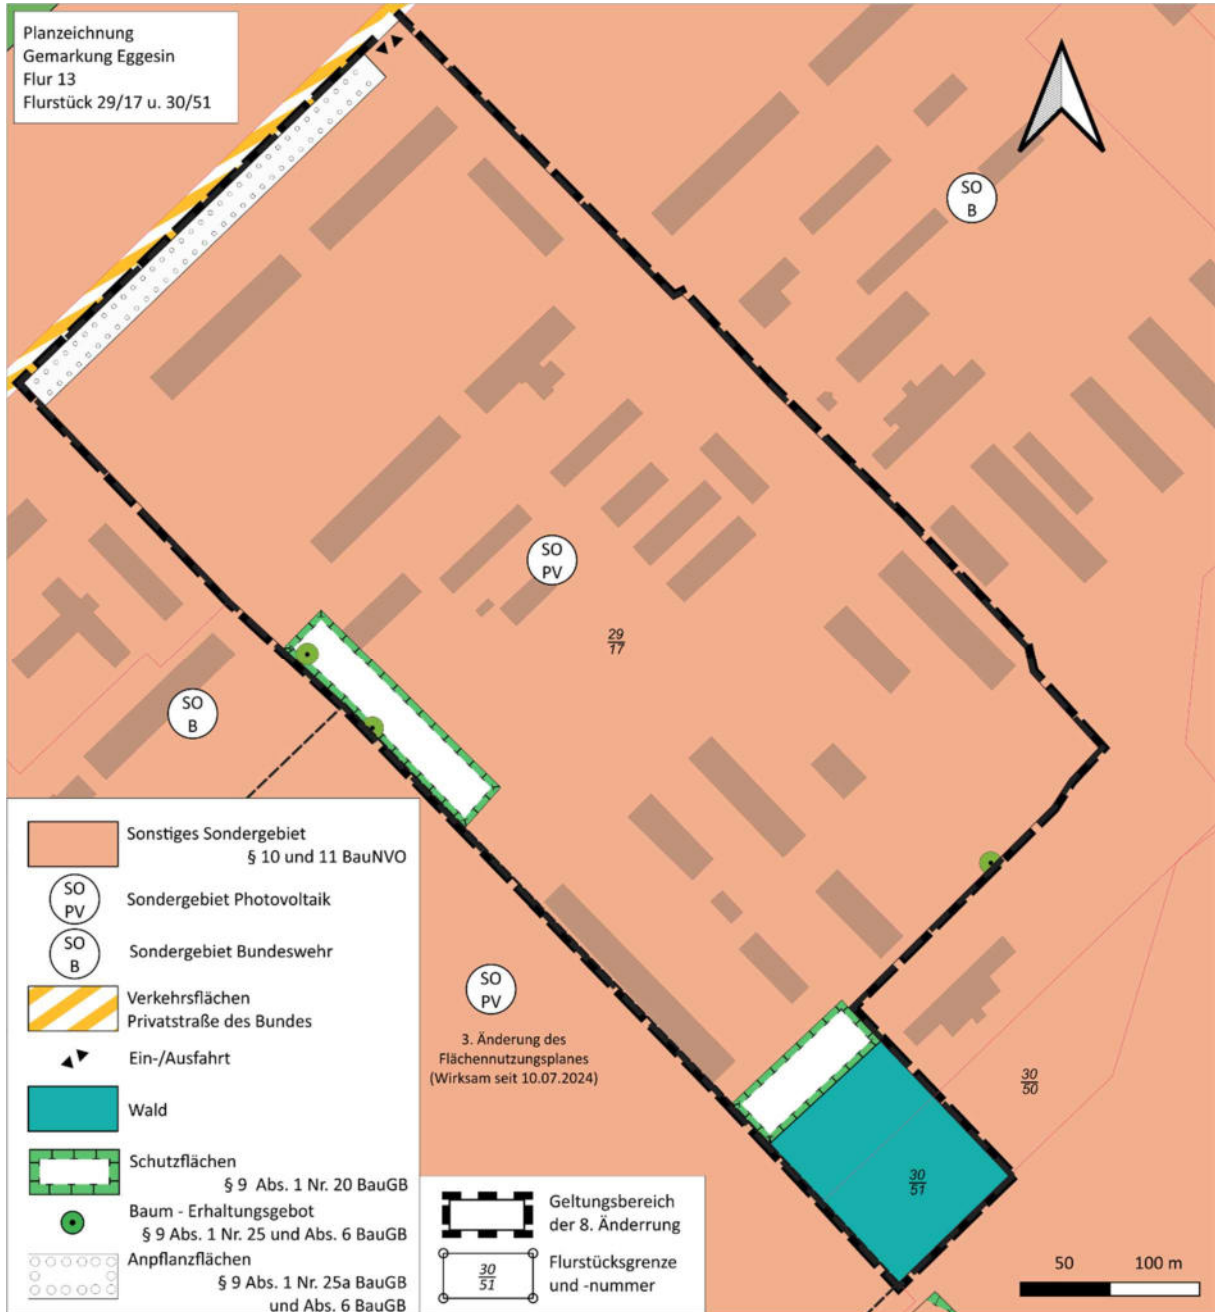 Planzeichnung
Gemarkung Eggesin
Flur 13
Flurstück 29/17 u. 30/51
SO
B
SO
PV
29
17
SO
B
SO
PV
3. Änderung des
Flächennutzungsplanes
(Wirksam seit 10.07.2024)
30
50
30
51
Sonstiges Sondergebiet
§ 10 und 11 BauNVO
SO
PV
Sondergebiet Photovoltaik
SO
B
Sondergebiet Bundeswehr
Verkehrsflächen
Privatstraße des Bundes
Ein-/Ausfahrt
Wald
Schutzflächen
§ 9 Abs. 1 Nr. 20 BauGB
Baum - Erhaltungsgebot
§ 9 Abs. 1 Nr. 25 und Abs. 6 BauGB
Anpflanzflächen
§ 9 Abs. 1 Nr. 25a BauGB
und Abs. 6 BauGB
Geltungsbereich
der 8. Änderrung
30
51
Flurstücksgrenze
und -nummer
50 100 m